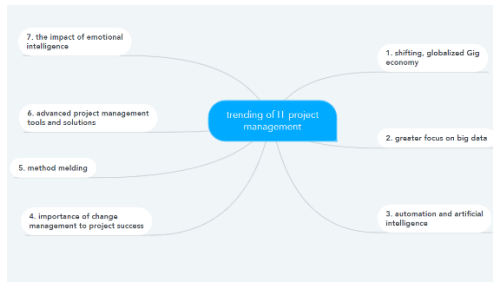 trending of IT project
management
1. shifting, globalized Gig
economy
2. greater focus on big data
3. automation and artificial
intelligence
4. importance of change
management to project success
5. method melding
6. advanced project management
tools and solutions
7. the impact of emotional
intelligence